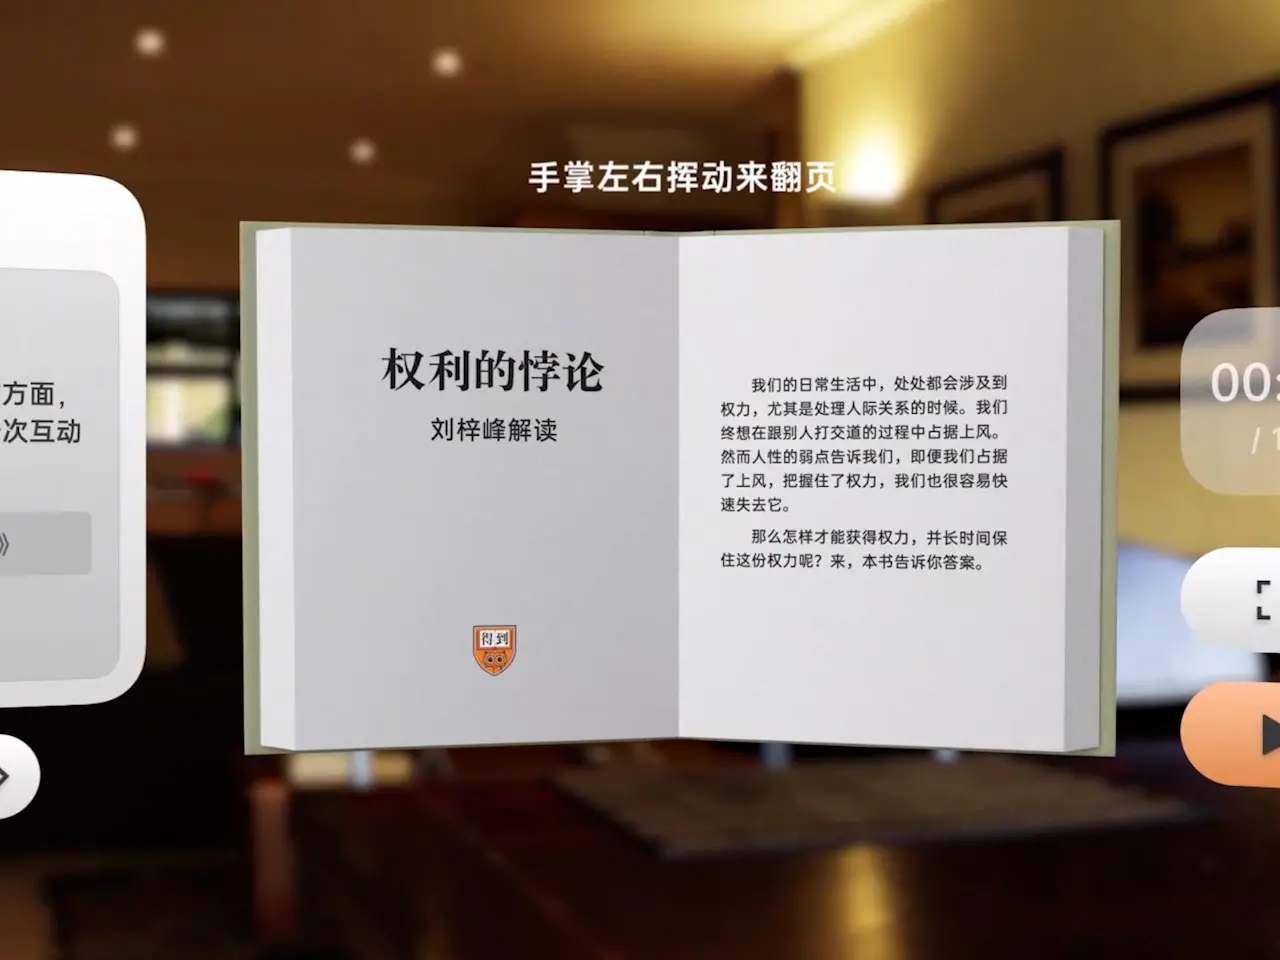 手掌左右挥动来翻页
方面，
次互动
》
权利的悖论
刘梓峰解读
得到
我们的日常生活中，处处都会涉及到
权力，尤其是处理人际关系的时候。我们
终想在跟别人打交道的过程中占据上风。
然而人性的弱点告诉我们，即便我们占据
了上风，把握住了权力，我们也很容易快
速失去它。
那么怎样才能获得权力，并长时间保
住这份权力呢？来，本书告诉你答案。
00:
/ 1